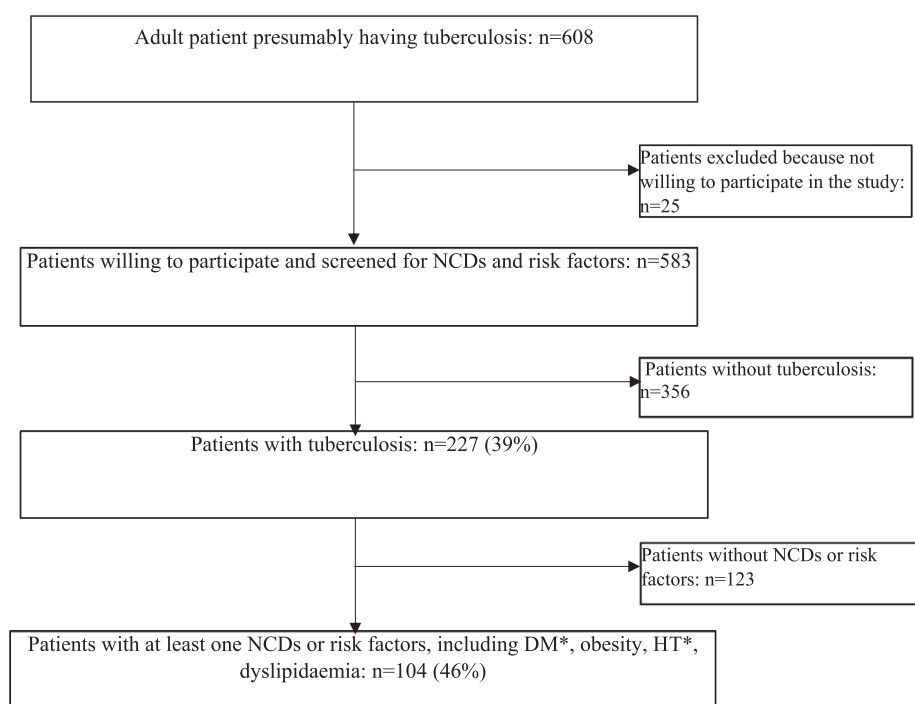 Adult patient presumably having tuberculosis: n=608
Patients excluded because not
willing to participate in the study:
n=25
Patients willing to participate and screened for NCDs and risk factors: n=583
Patients without tuberculosis:
n=356
Patients with tuberculosis: n=227 (39%)
Patients without NCDs or risk
factors: n=123
Patients with at least one NCDs or risk factors, including DM*, obesity, HT*,
dyslipidaemia: n=104 (46%)